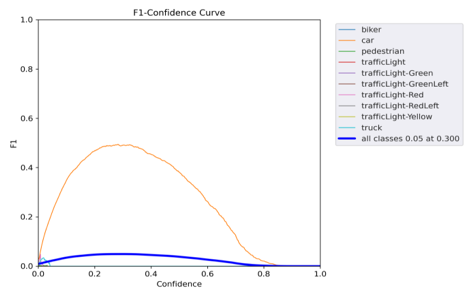 F1-Confidence Curve
1.0
0.8
0.6
0.4
0.2
0.0
F1
0.0 0.2 0.4 0.6 0.8 1.0
Confidence
biker
car
pedestrian
trafficLight
trafficLight-Green
trafficLight-GreenLeft
trafficLight-Red
trafficLight-RedLeft
trafficLight-Yellow
truck
all classes 0.05 at 0.300